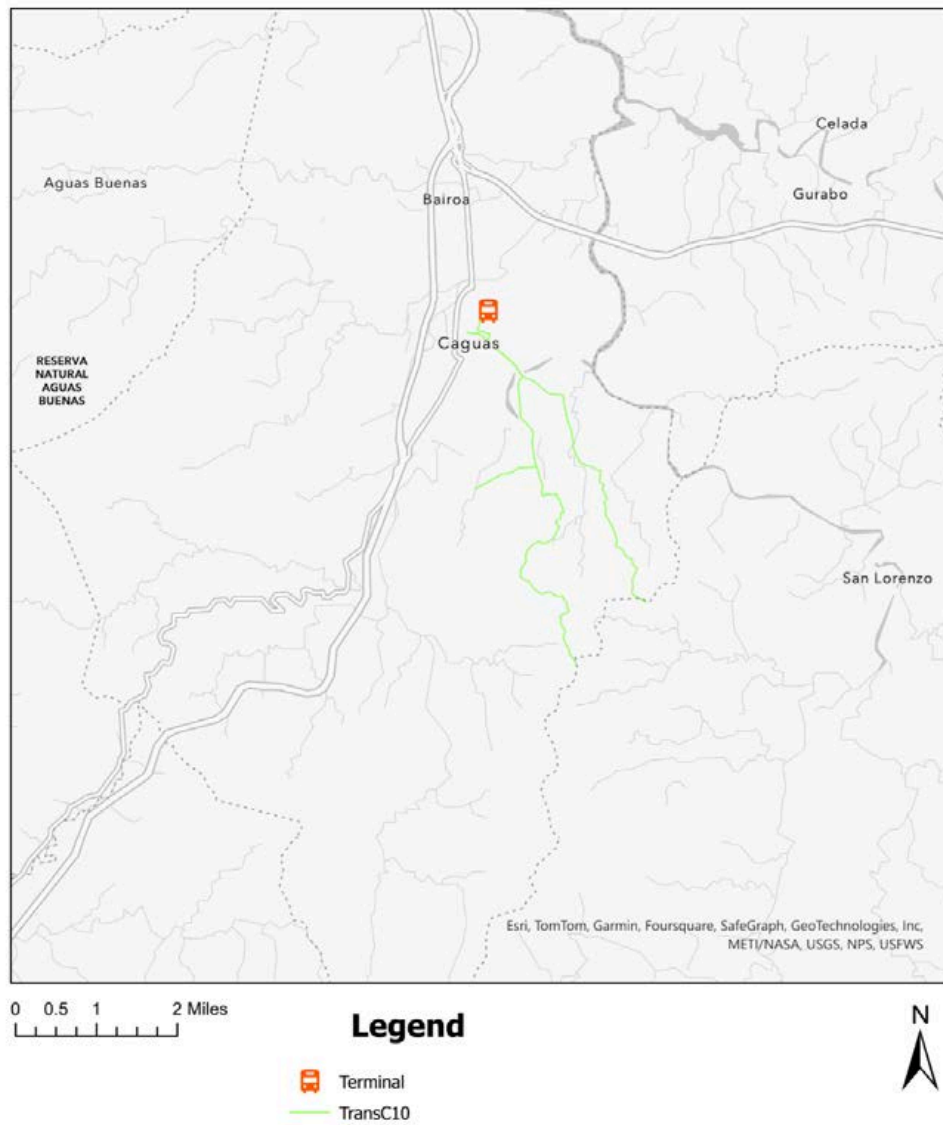 Celada
Aguas Buenas
Gurabo
Bairoa
Caguas
RESERVA
NATURAL
AGUAS
BUENAS
San Lorenzo
Esri, TomTom, Garmin, Foursquare, SafeGraph, GeoTechnologies, Inc,
METI/NASA, USGS, NPS, USFWS
0 0.5 1 2 Miles
N
Legend
Terminal
TransC10